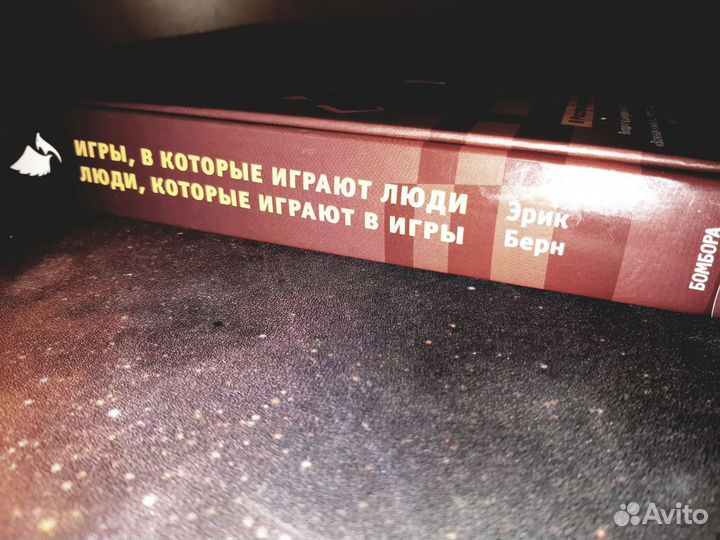 ИГРЫ, В КОТОРЫЕ ИГРАЮТ ЛЮДИ
ЛЮДИ, КОТОРЫЕ ИГРАЮТ В ИГРЫ
Эрик
Берн
БОМБОРА
Avito